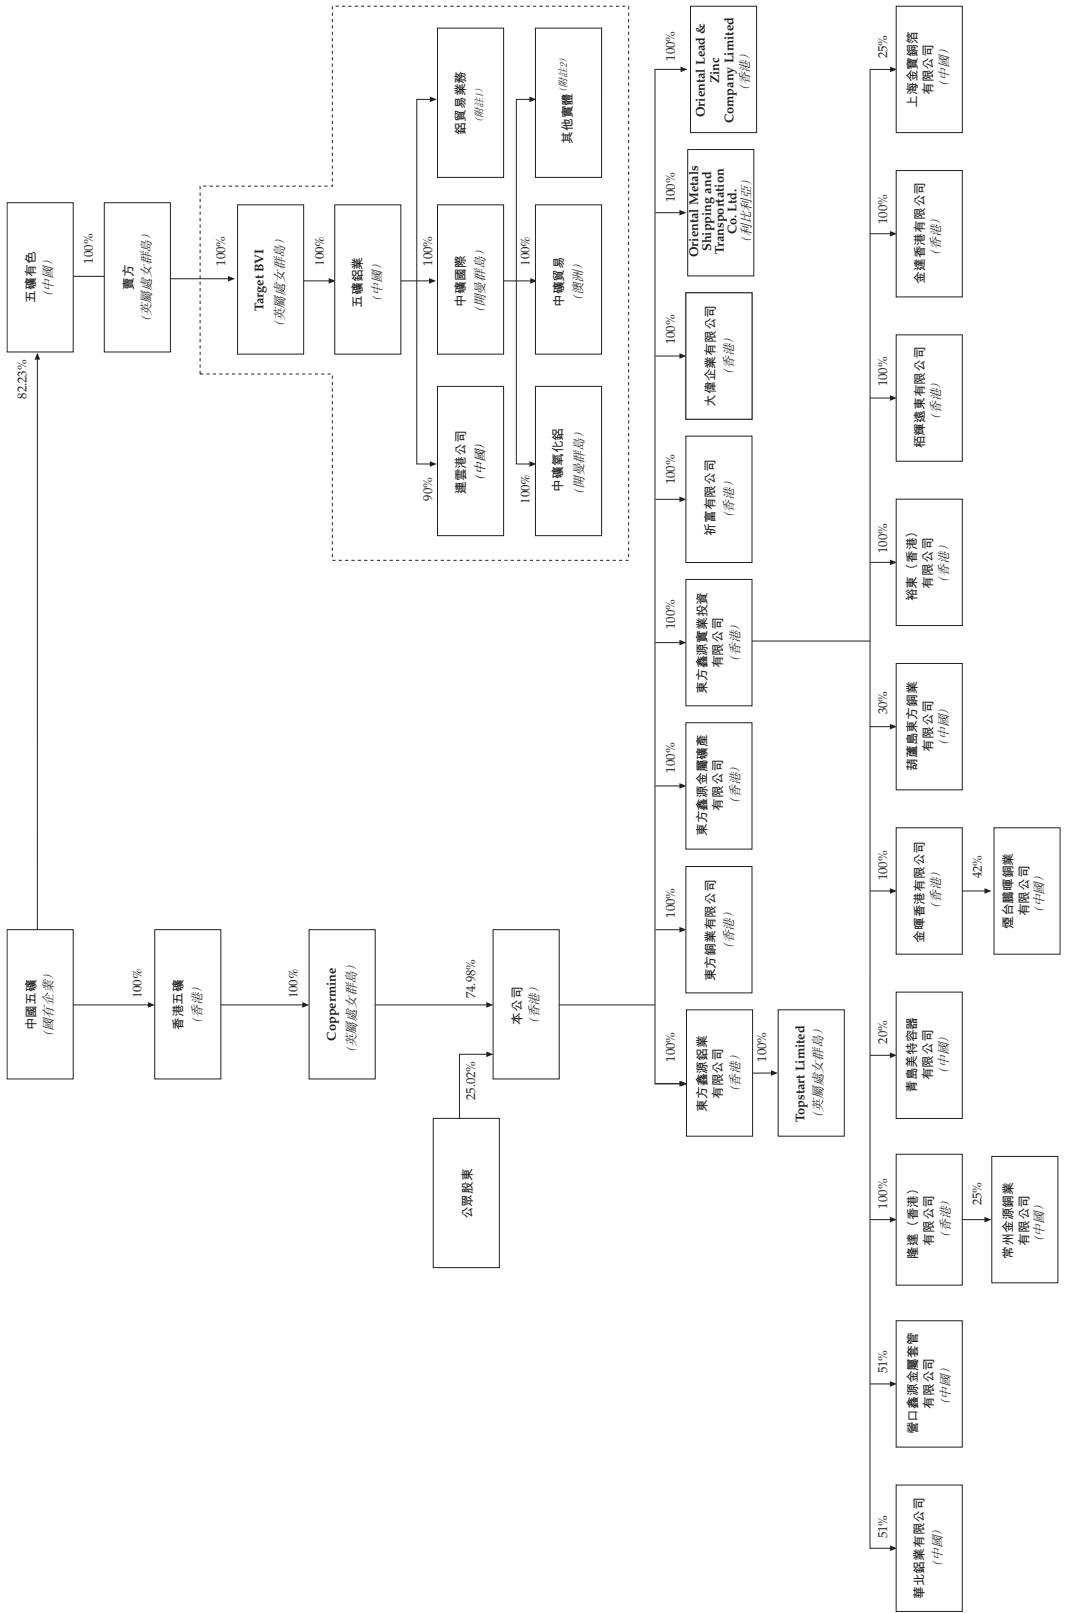 中國五礦
（國有企業）
82.23%
五礦有色
（中國）
100%
賣方
（英屬處女群島）
100%
Target BVI
（英屬處女群島）
100%
五礦鋁業
（中國）
90%
連雲港公司
（中國）
100%
中礦國際
（開曼群島）
鋁貿易業務
（附註1）
100%
中礦氧化鋁
（開曼群島）
100%
中礦貿易
（澳洲）
其他實體（附註2）
100%
香港五礦
（香港）
100%
Coppermine
（英屬處女群島）
74.98%
公眾股東
25.02%
本公司
（香港）
100%
東方鑫源鋁業
有限公司
（香港）
100%
Topstart Limited
（英屬處女群島）
100%
東方銅業有限公司
（香港）
100%
東方鑫源金屬礦產
有限公司
（香港）
100%
東方鑫源實業投資
有限公司
（香港）
100%
祈富有限公司
（香港）
100%
大偉企業有限公司
（香港）
100%
Oriental Metals
Shipping and
Transportation
Co. Ltd.
（利比利亞）
100%
Oriental Lead &
Zinc
Company Limited
（香港）
51%
華北鋁業有限公司
（中國）
51%
營口鑫源金屬套管
有限公司
（中國）
100%
隆達（香港）
有限公司
（香港）
25%
常州金源銅業
有限公司
（中國）
20%
青島美特容器
有限公司
（中國）
100%
金暉香港有限公司
（香港）
42%
煙台鵬暉銅業
有限公司
（中國）
30%
葫蘆島東方銅業
有限公司
（中國）
100%
裕東（香港）
有限公司
（香港）
100%
栢輝遠東有限公司
（香港）
100%
金達香港有限公司
（香港）
25%
上海金寶銅箔
有限公司
（中國）